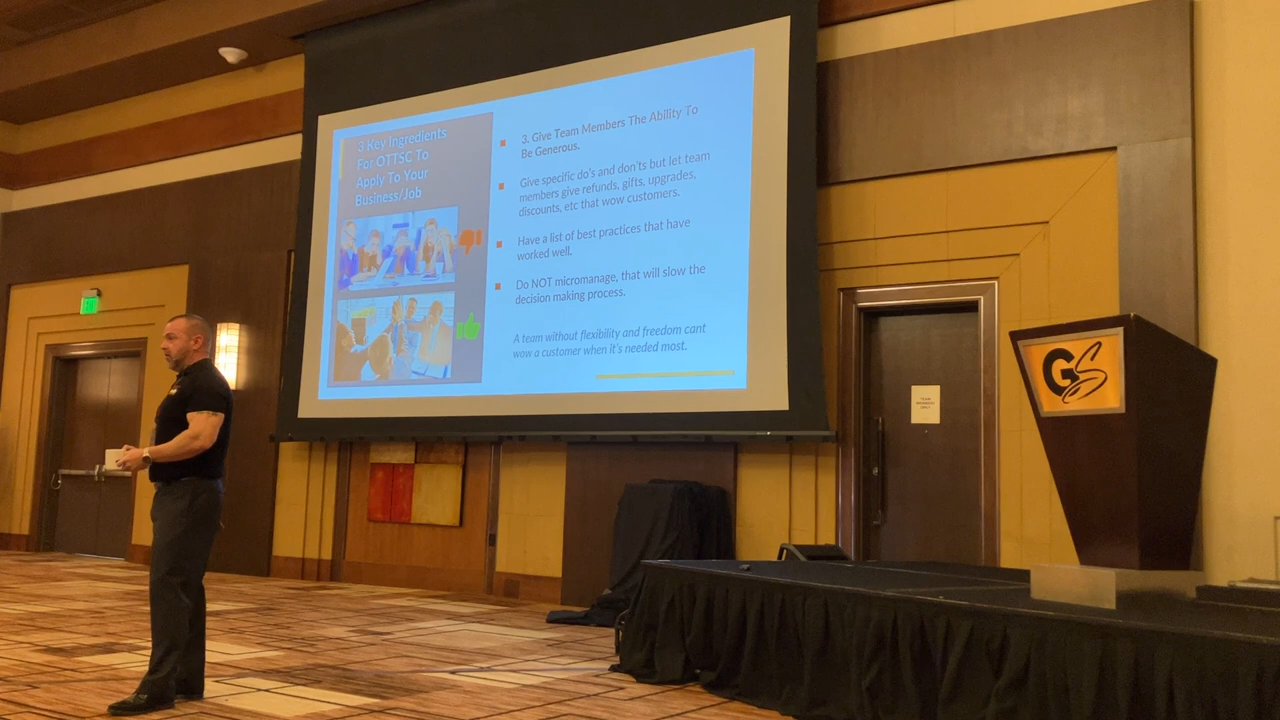 3 Key Ingredients
For OTTSC To
Apply To Your
Business/Job
3. Give Team Members The Ability To
Be Generous.
Give specific do's and don'ts but let team
members give refunds, gifts, upgrades,
discounts, etc that wow customers.
Have a list of best practices that have
worked well.
Do NOT micromanage, that will slow the
decision making process.
A team without flexibility and freedom cant
wow a customer when it's needed most.
EXIT
GS